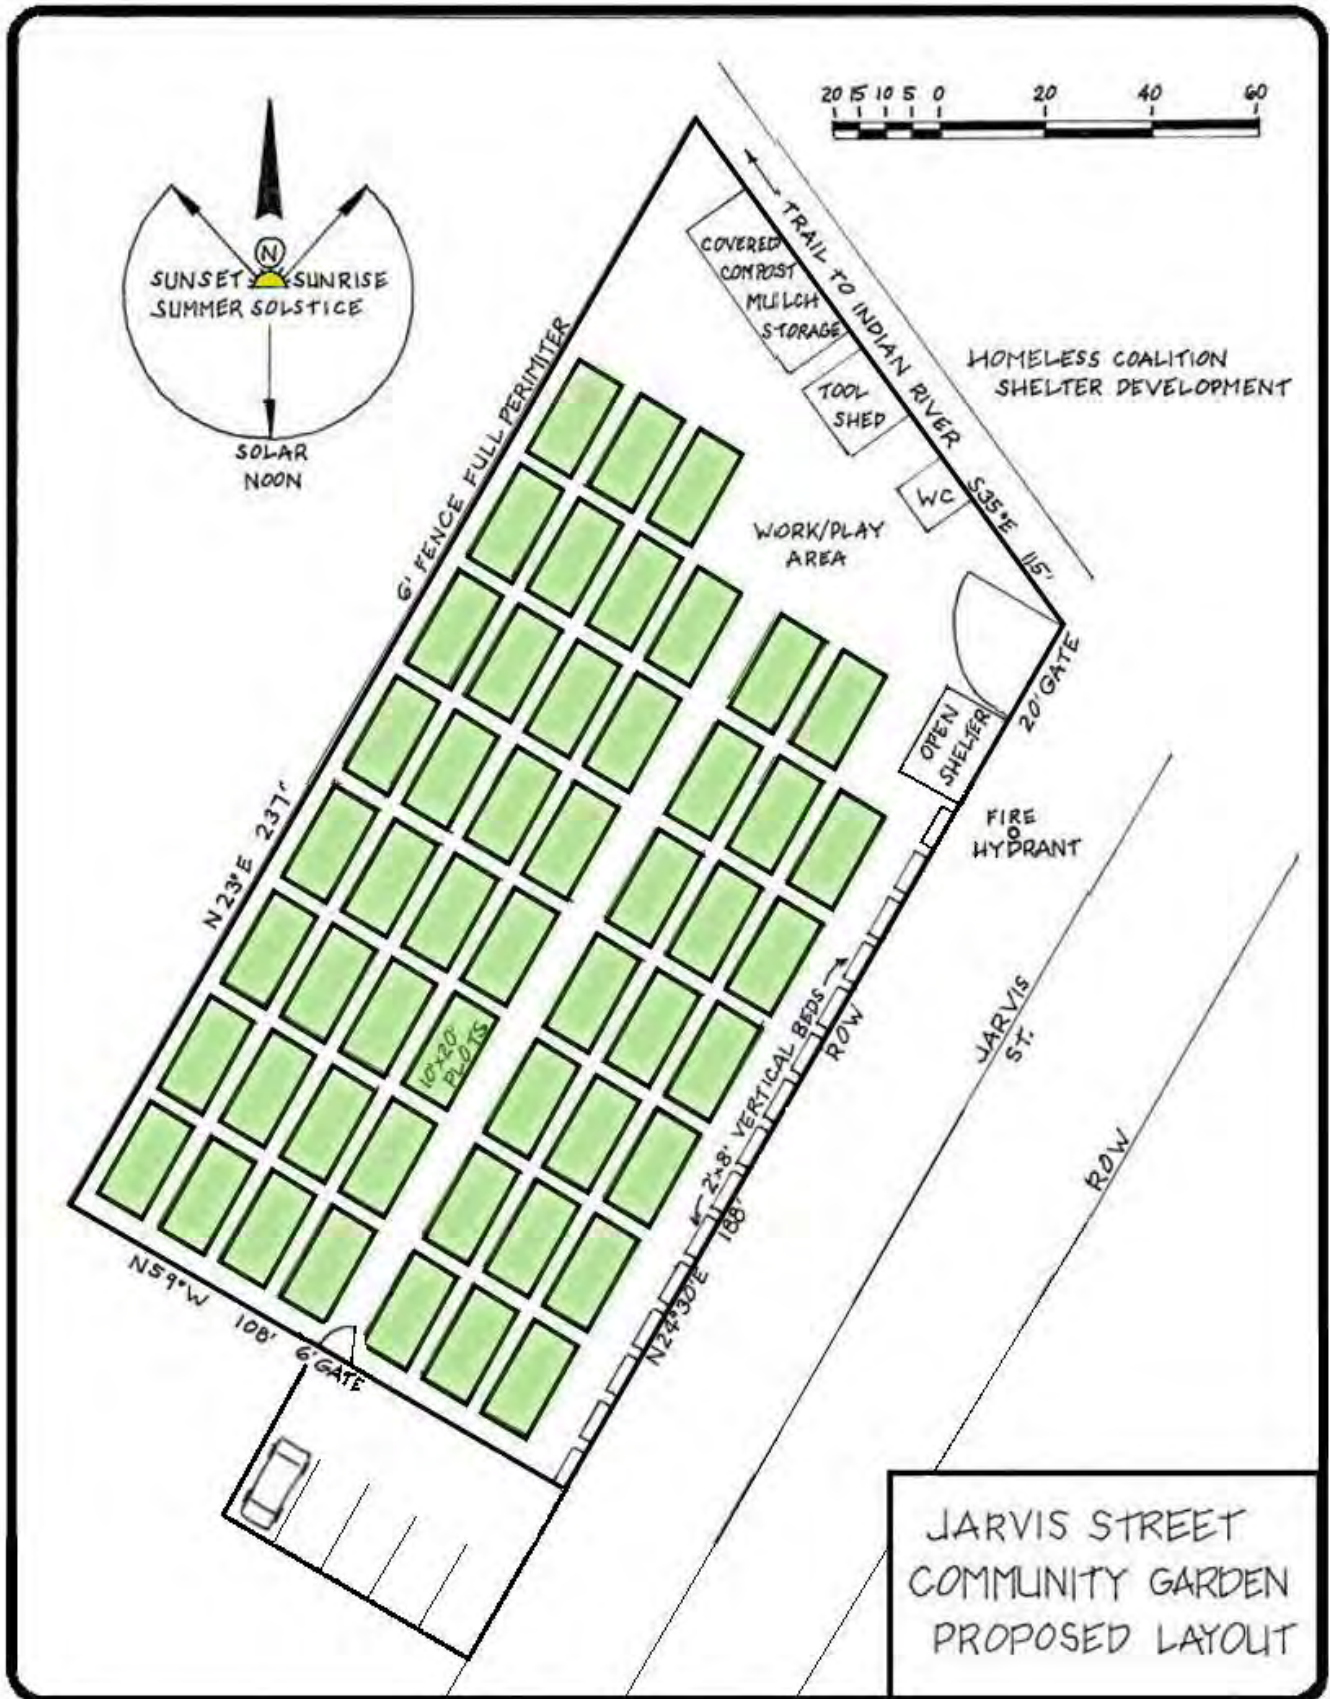 20 15 10 5 0 20 40 60
N
SUNSET SUNRISE
SUMMER SOLSTICE
SOLAR
NOON
TRAIL TO INDIAN RIVER
S35°E 115'
COVERED
COMPOST
MULCH
STORAGE
TOOL
SHED
WC
HOMELESS COALITION
SHELTER DEVELOPMENT
6' FENCE FULL PERIMITER
N23°E 237'
WORK/PLAY
AREA
20' GATE
OPEN
SHELTER
FIRE
HYDRANT
10'x20'
PLOTS
2'x8' VERTICAL BEDS
ROW
N24°30'E 188'
JARVIS
ST.
ROW
N59°W 108'
6' GATE
JARVIS STREET
COMMUNITY GARDEN
PROPOSED LAYOUT